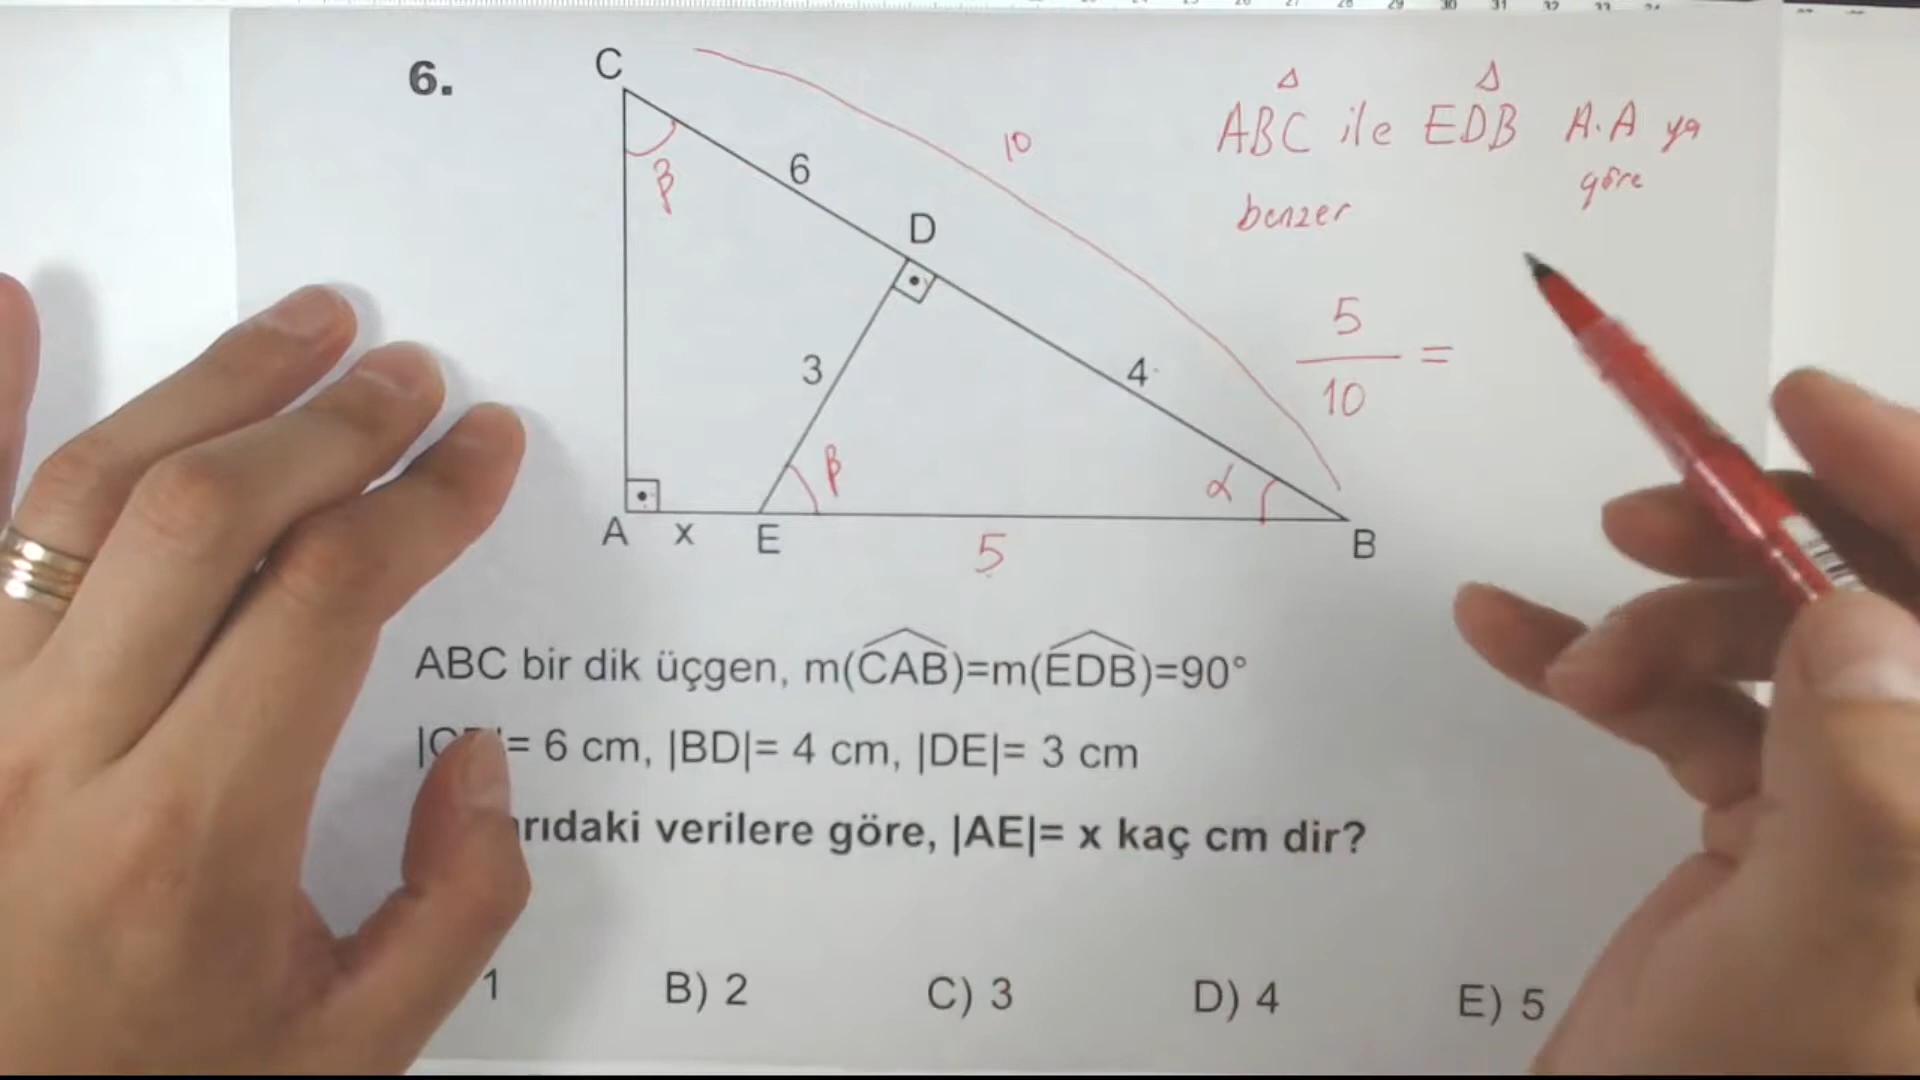 6.
C
6
10
D
3
4
β
β
α
A
x
E
5
B
Δ Δ
ABC ile EDB A.A ya
göre
benzer
5
10
=
ABC bir dik üçgen, m(CAB)=m(EDB)=90°
= 6 cm, |BD|= 4 cm, |DE|= 3 cm
verilere göre, |AE|= x kaç cm dir?
1 B) 2 C) 3 D) 4 E) 5